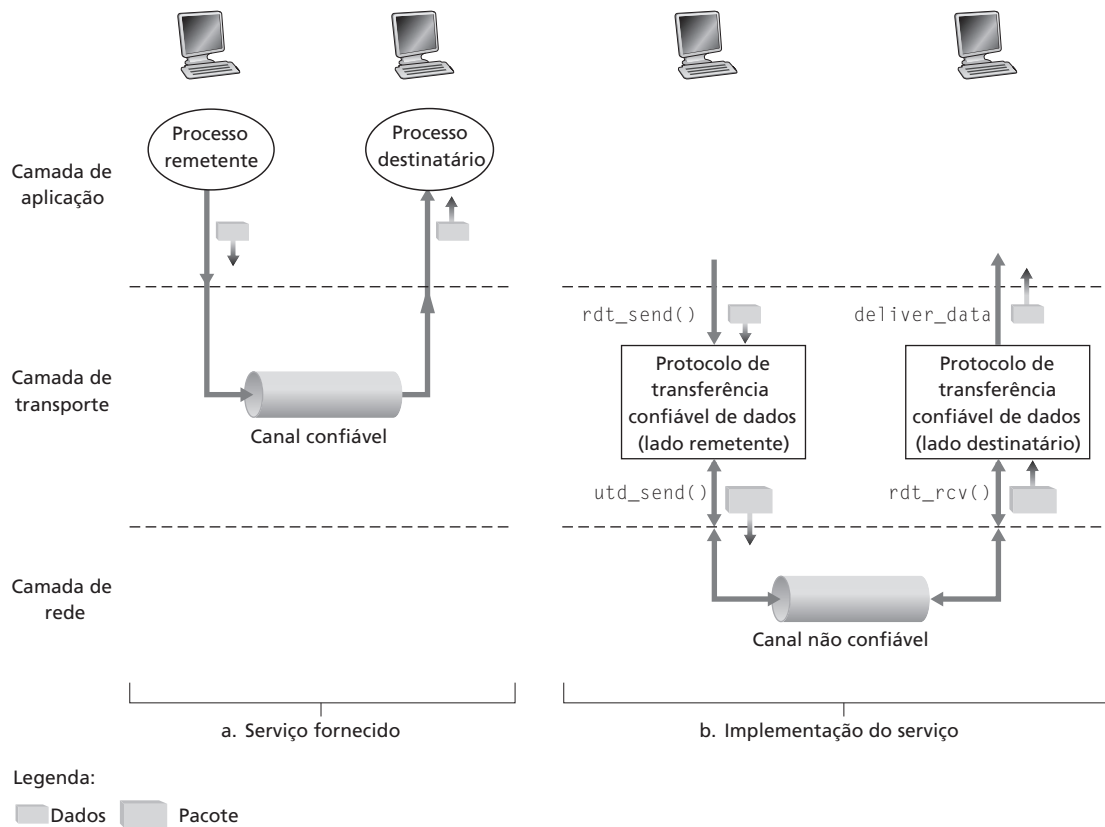 Processo
remetente
Processo
destinatário
Camada de
aplicação
rdt_send()
deliver_data
Camada de
transporte
Canal confiável
Protocolo de
transferência
confiável de dados
(lado remetente)
Protocolo de
transferência
confiável de dados
(lado destinatário)
utd_send()
rdt_rcv()
Camada de
rede
Canal não confiável
a. Serviço fornecido
b. Implementação do serviço
Legenda:
Dados
Pacote